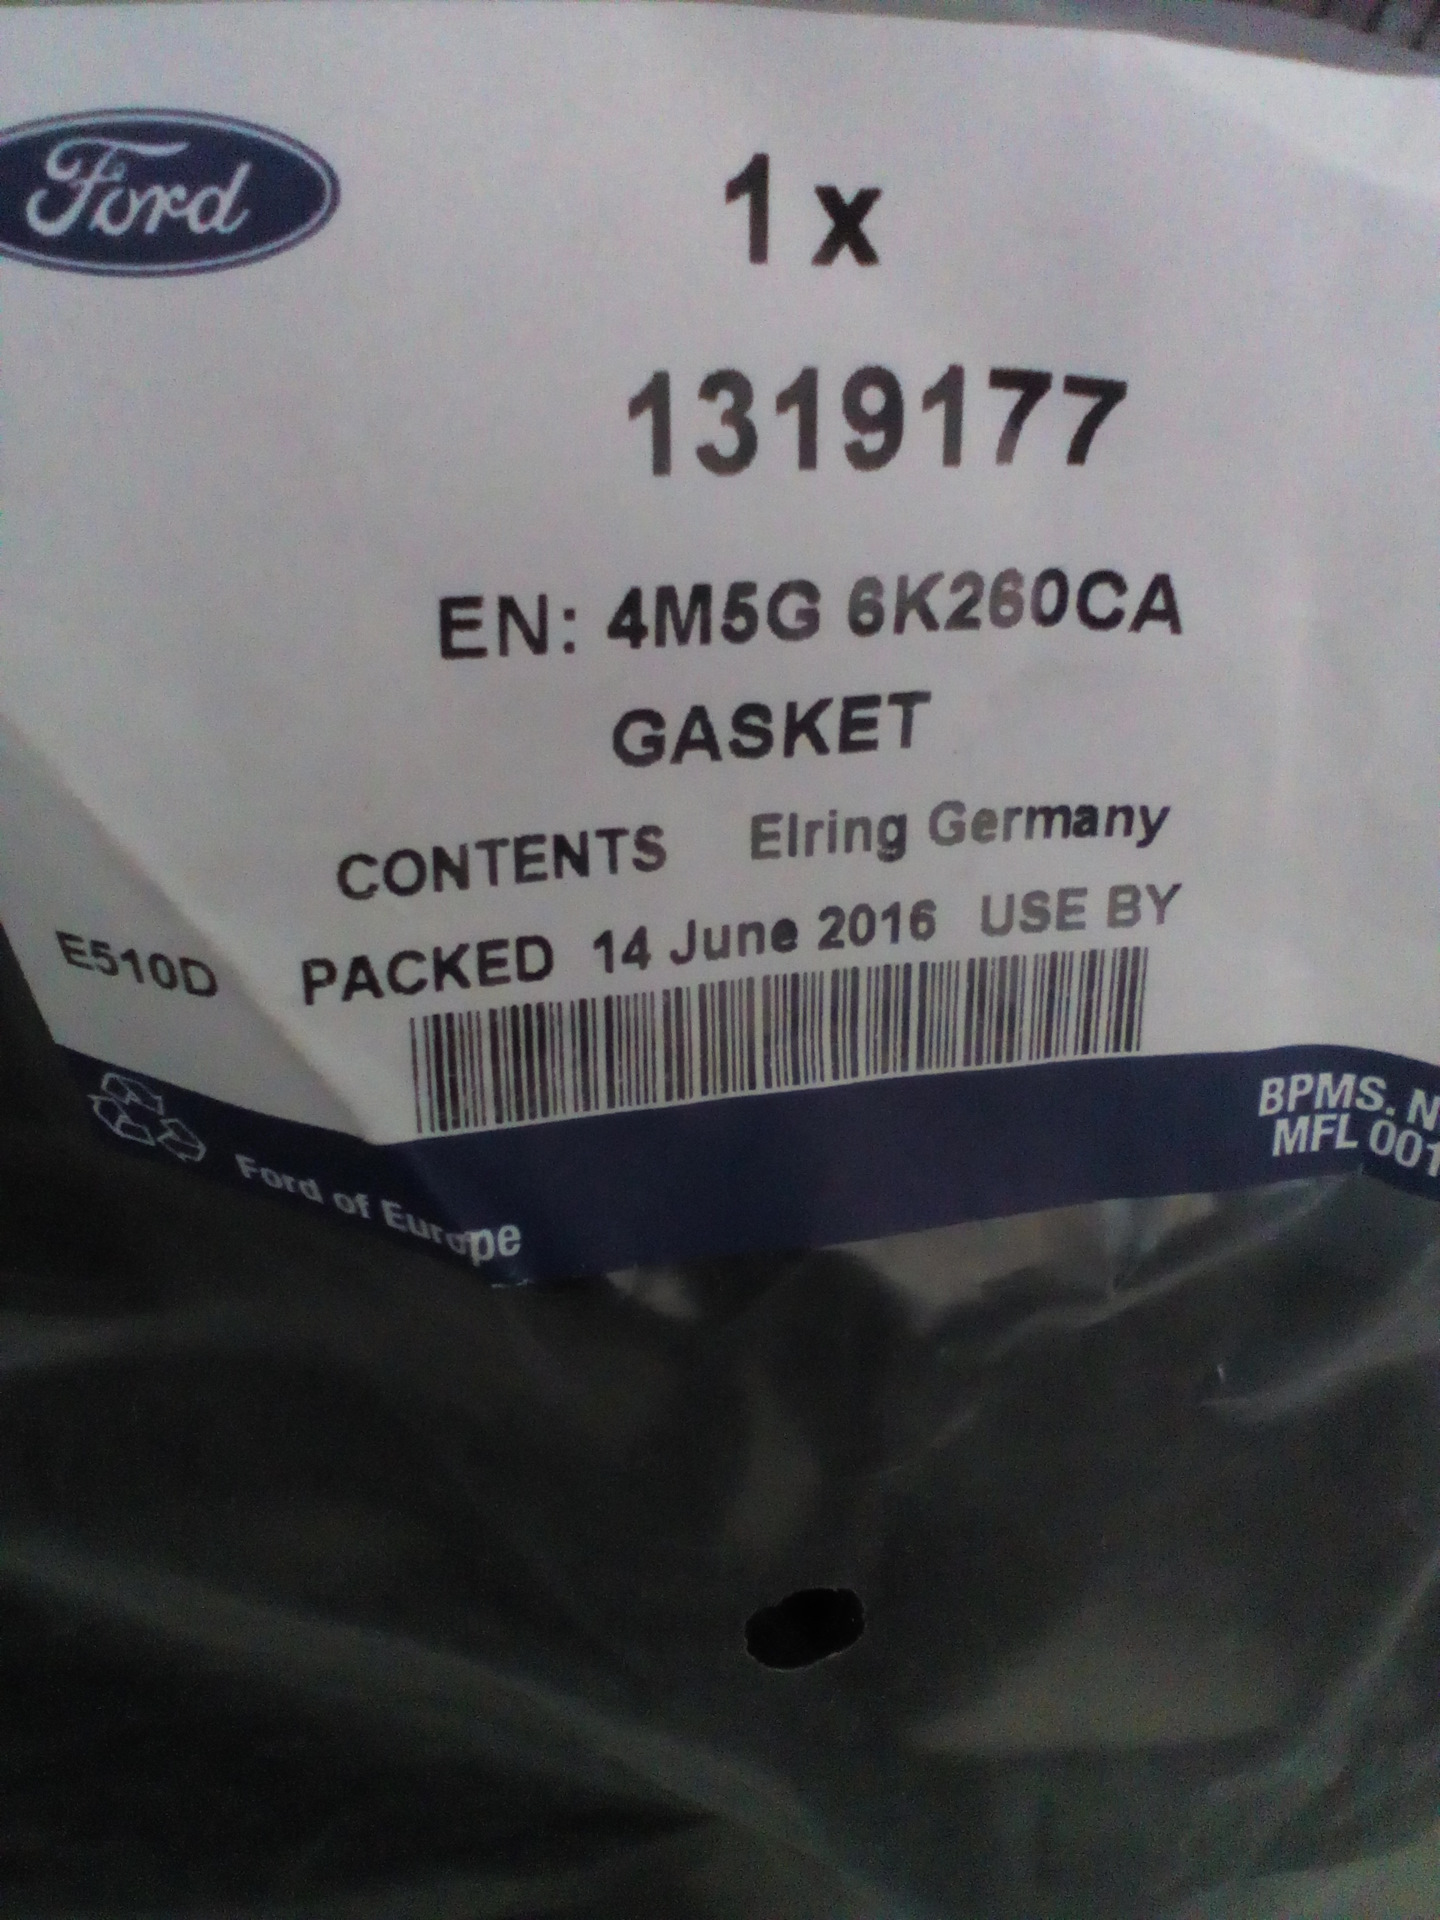 Ford
1 x
1319177
EN: 4M5G 6K260CA
GASKET
CONTENTS Elring Germany
E510D PACKED 14 June 2016 USE BY
Ford of Europe
BPMS. N
MFL 001